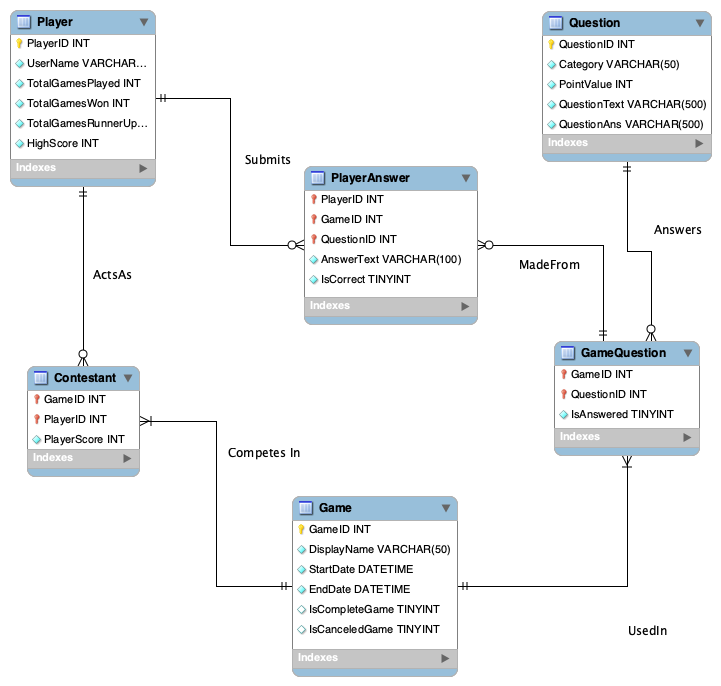 Player
PlayerID INT
UserName VARCHAR...
TotalGamesPlayed INT
TotalGamesWon INT
TotalGamesRunnerUp...
HighScore INT
Indexes
Question
QuestionID INT
Category VARCHAR(50)
PointValue INT
QuestionText VARCHAR(500)
QuestionAns VARCHAR(500)
Indexes
Submits
PlayerAnswer
PlayerID INT
GameID INT
QuestionID INT
AnswerText VARCHAR(100)
IsCorrect TINYINT
Indexes
Answers
MadeFrom
ActsAs
GameQuestion
GameID INT
QuestionID INT
IsAnswered TINYINT
Indexes
Contestant
GameID INT
PlayerID INT
PlayerScore INT
Indexes
Competes In
Game
GameID INT
DisplayName VARCHAR(50)
StartDate DATETIME
EndDate DATETIME
IsCompleteGame TINYINT
IsCanceledGame TINYINT
Indexes
UsedIn